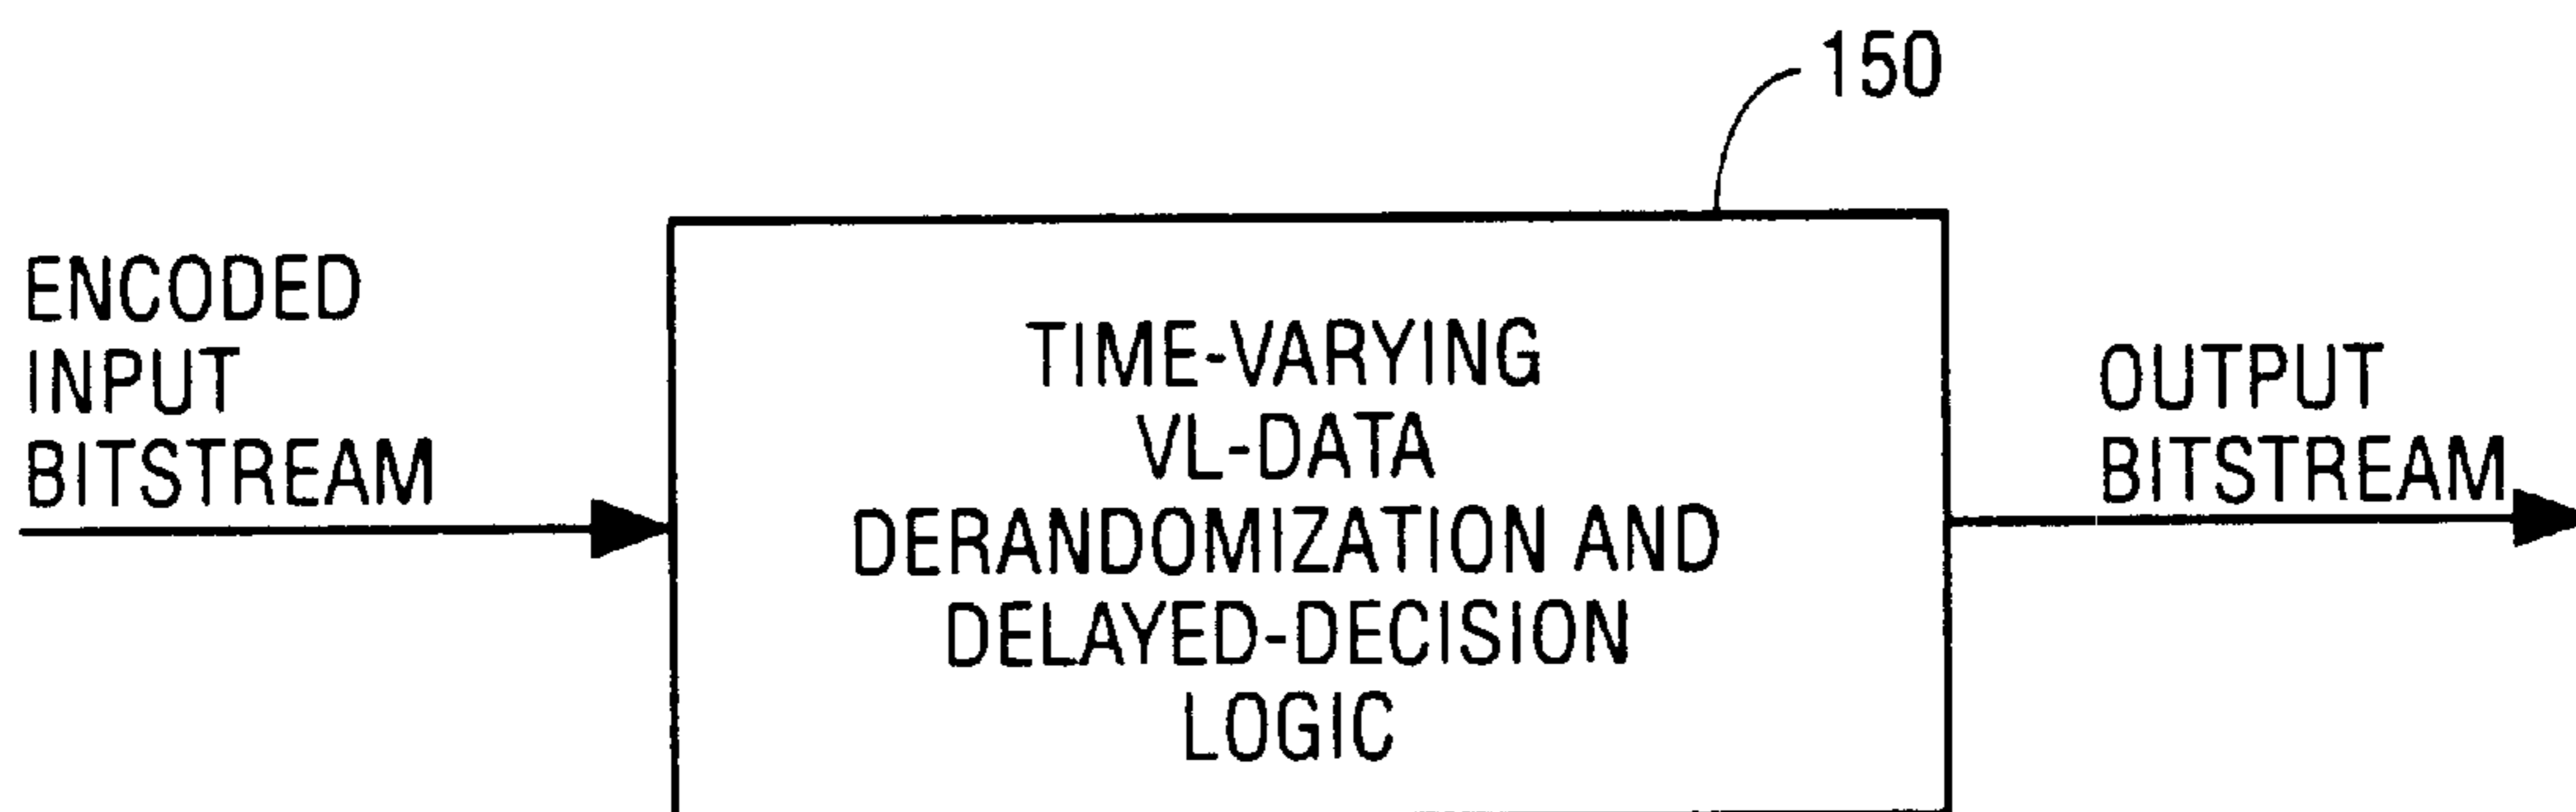 150
ENCODED
INPUT
BITSTREAM
TIME-VARYING
VL-DATA
DERANDOMIZATION AND
DELAYED-DECISION
LOGIC
OUTPUT
BITSTREAM